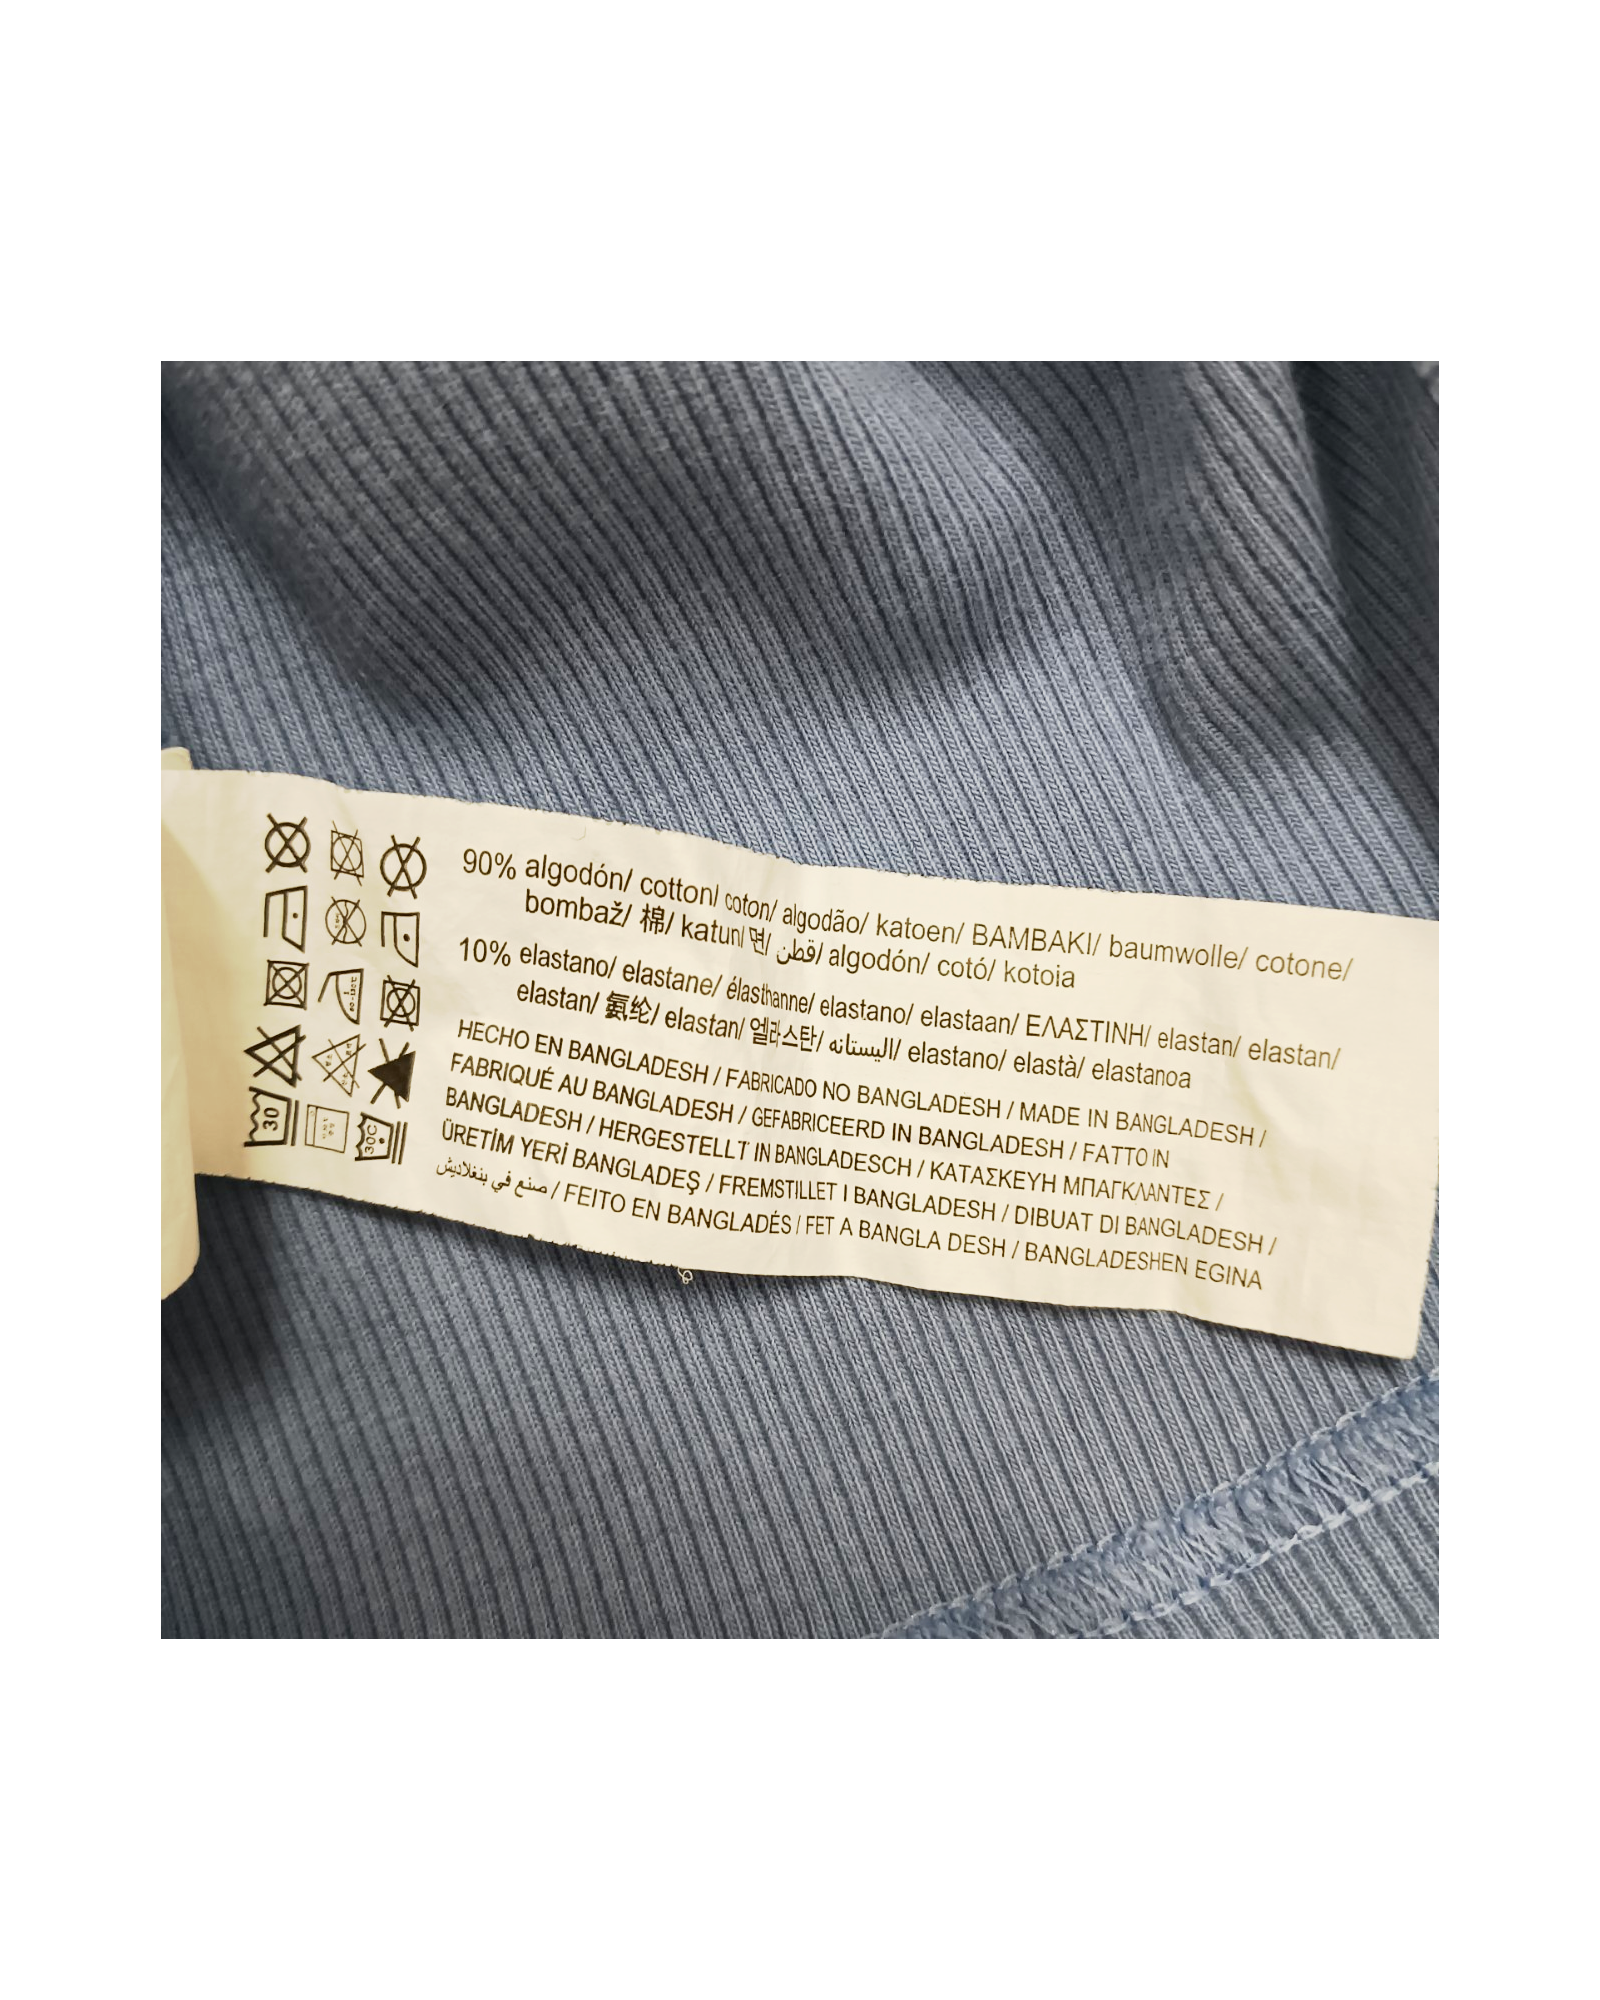 90% algodón/ cotton/ coton/ algodão/ katoen/ BAMBAKI/ baumwolle/ cotone/
bombaž/ 棉/ katun/ 면/ قطن/ algodón/ cotó/ kotoia
10% elastano/ elastane/ élasthanne/ elastano/ elastaan/ ΕΛΑΣΤΙΝΗ/ elastan/ elastan/
elastan/ 氨纶/ elastan/ 엘라스탄/ اليستانه/ elastano/ elastà/ elastanoa
HECHO EN BANGLADESH / FABRICADO NO BANGLADESH / MADE IN BANGLADESH /
FABRIQUÉ AU BANGLADESH / GEFABRICEERD IN BANGLADESH / FATTO IN
BANGLADESH / HERGESTELLT IN BANGLADESCH / ΚΑΤΑΣΚΕΥΗ ΜΠΑΓΚΛΑΝΤΕΣ /
ÜRETİM YERİ BANGLADEŞ / FREMSTILLET I BANGLADESH / DIBUAT DI BANGLADESH /
صنع في بنغلاديش / FEITO EN BANGLADÉS / FET A BANGLA DESH / BANGLADESHEN EGINA
30
30C